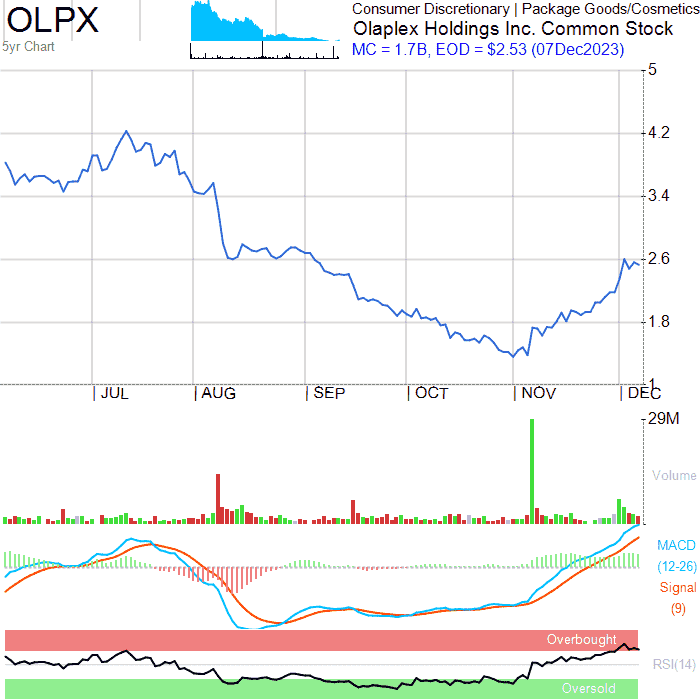 OLPX
5yr Chart
Consumer Discretionary | Package Goods/Cosmetics
Olaplex Holdings Inc. Common Stock
MC = 1.7B, EOD = $2.53 (07Dec2023)
5
4.2
3.4
2.6
1.8
1
JUL AUG SEP OCT NOV DEC
29M
Volume
MACD
(12-26)
Signal
(9)
Overbought
RSI(14)
Oversold